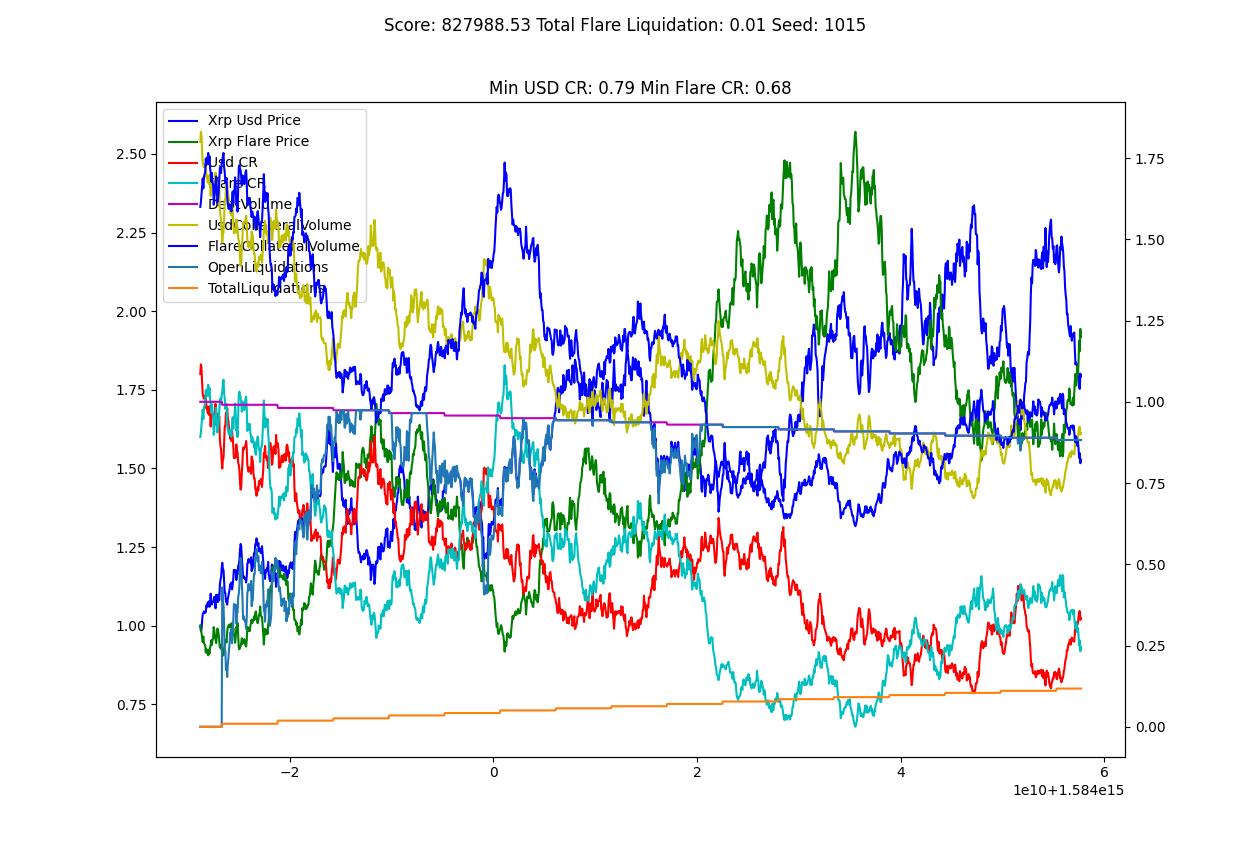 Score: 827988.53 Total Flare Liquidation: 0.01 Seed: 1015
Min USD CR: 0.79 Min Flare CR: 0.68
Xrp Usd Price
Xrp Flare Price
Usd CR
Flare CR
DebtVolume
UsdCollateralVolume
FlareCollateralVolume
OpenLiquidations
TotalLiquidations
2.50
2.25
2.00
1.75
1.50
1.25
1.00
0.75
1.75
1.50
1.25
1.00
0.75
0.50
0.25
0.00
−2 0 2 4 6
1e10+1.584e15